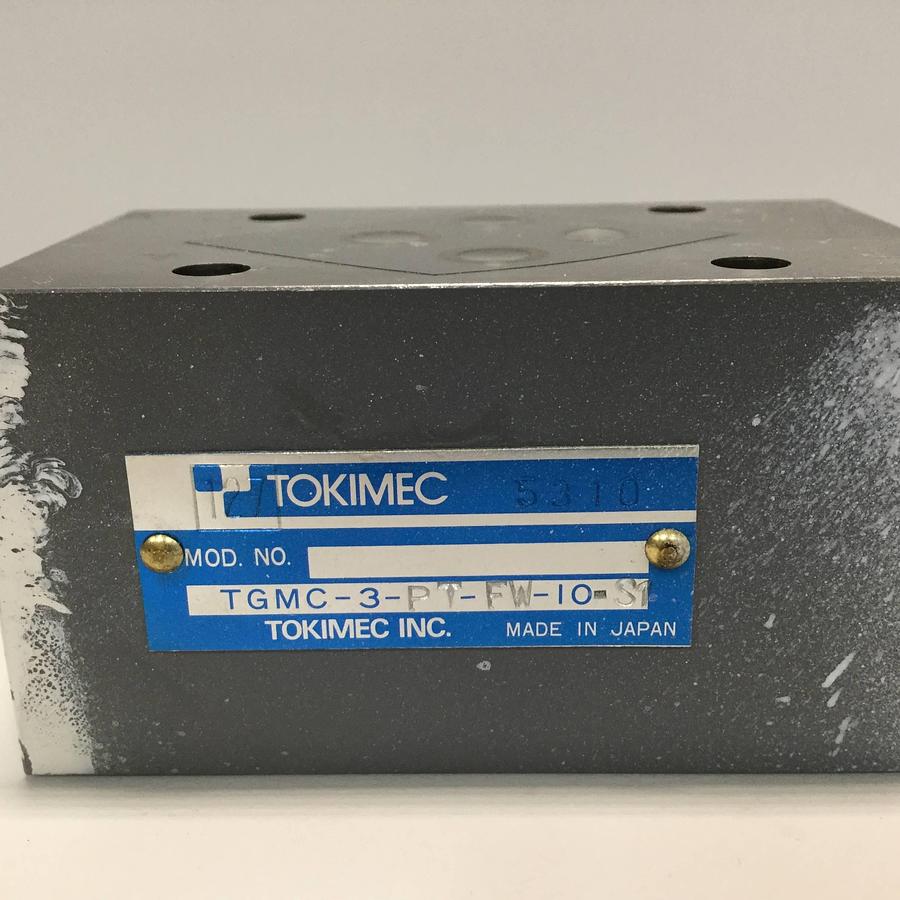 TOKIMEC 5310
MOD. NO.
TGMC-3-PT-FW-10-S1
TOKIMEC INC. MADE IN JAPAN